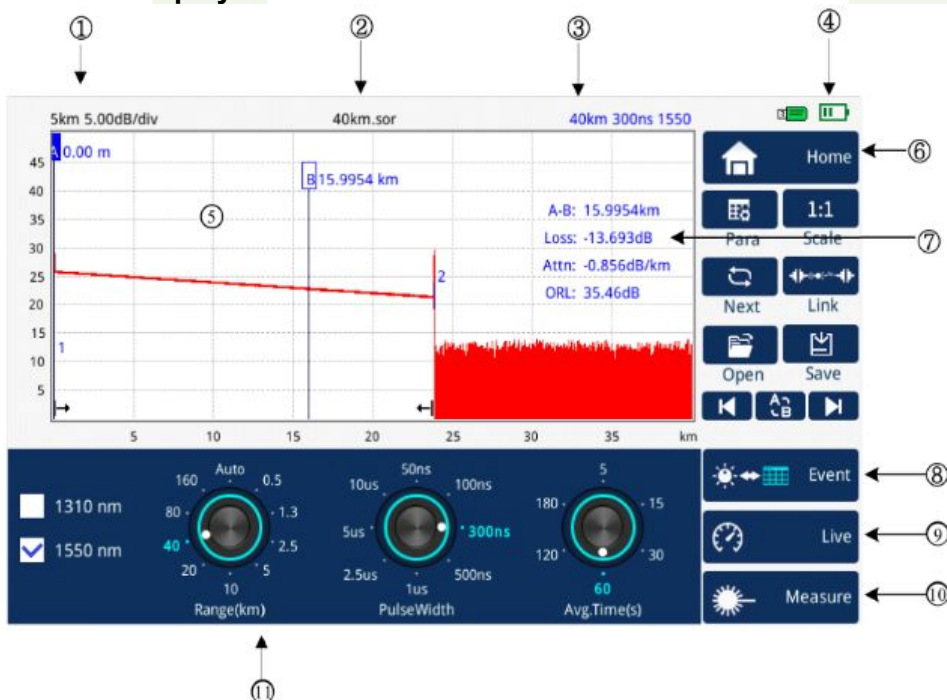 ① ② ③ ④
5km 5.00dB/div 40km.sor 40km 300ns 1550
A 0.00 m
B 15.9954 km
⑤
A-B: 15.9954km
Loss: -13.693dB
Attn: -0.856dB/km
ORL: 35.46dB
1
2
45
40
35
30
25
20
15
10
5
5 10 15 20 25 30 35 km
Home ⑥
1:1
Para Scale ⑦
Next Link
Open Save
A B
1310 nm
1550 nm
Auto
0.5
1.3
2.5
5
10
20
40
80
160
Range(km)
50ns
100ns
300ns
500ns
1us
2.5us
5us
10us
PulseWidth
5
15
30
60
120
180
Avg.Time(s)
Event ⑧
Live ⑨
Measure ⑩
⑪